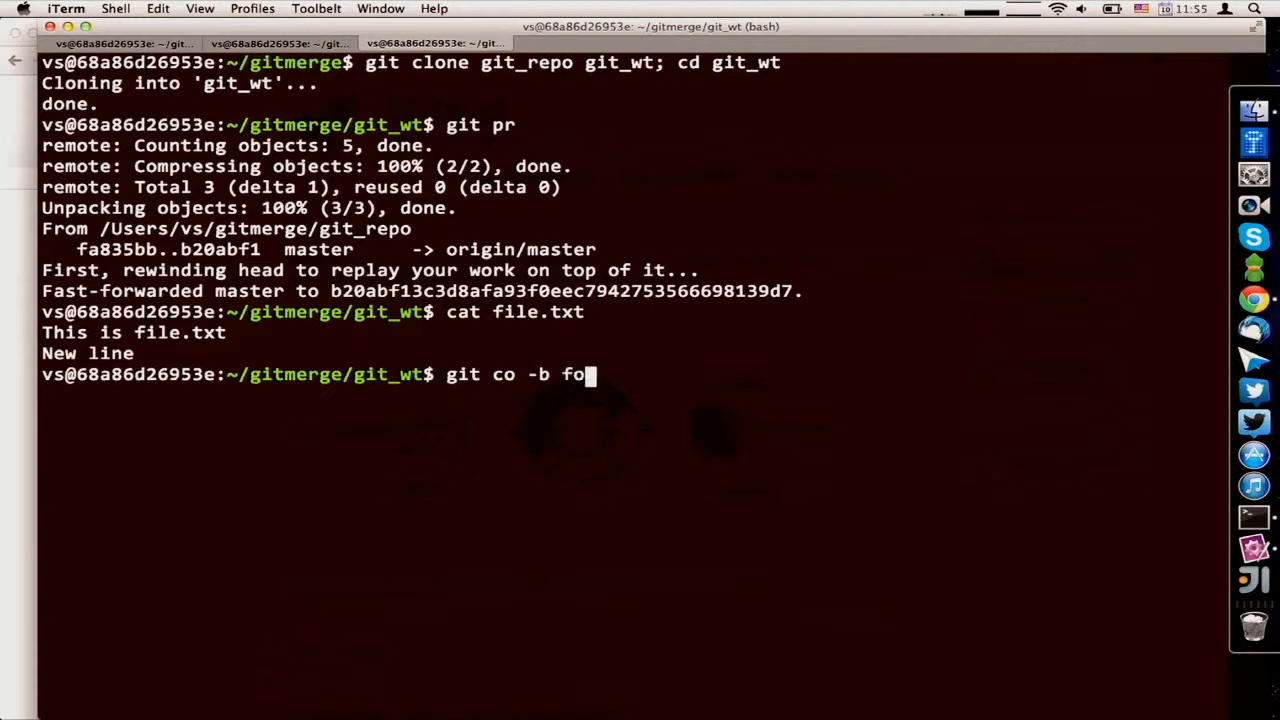 iTerm Shell Edit View Profiles Toolbelt Window Help 10 11:55
vs@68a86d26953e: ~/gitmerge/git_wt (bash)
vs@68a86d26953e: ~/git... vs@68a86d26953e: ~/git... vs@68a86d26953e: ~/git...
vs@68a86d26953e:~/gitmerge$ git clone git_repo git_wt; cd git_wt
Cloning into 'git_wt'...
done.
vs@68a86d26953e:~/gitmerge/git_wt$ git pr
remote: Counting objects: 5, done.
remote: Compressing objects: 100% (2/2), done.
remote: Total 3 (delta 1), reused 0 (delta 0)
Unpacking objects: 100% (3/3), done.
From /Users/vs/gitmerge/git_repo
fa835bb..b20abf1 master -> origin/master
First, rewinding head to replay your work on top of it...
Fast-forwarded master to b20abf13c3d8afa93f0eec7942753566698139d7.
vs@68a86d26953e:~/gitmerge/git_wt$ cat file.txt
This is file.txt
New line
vs@68a86d26953e:~/gitmerge/git_wt$ git co -b fo